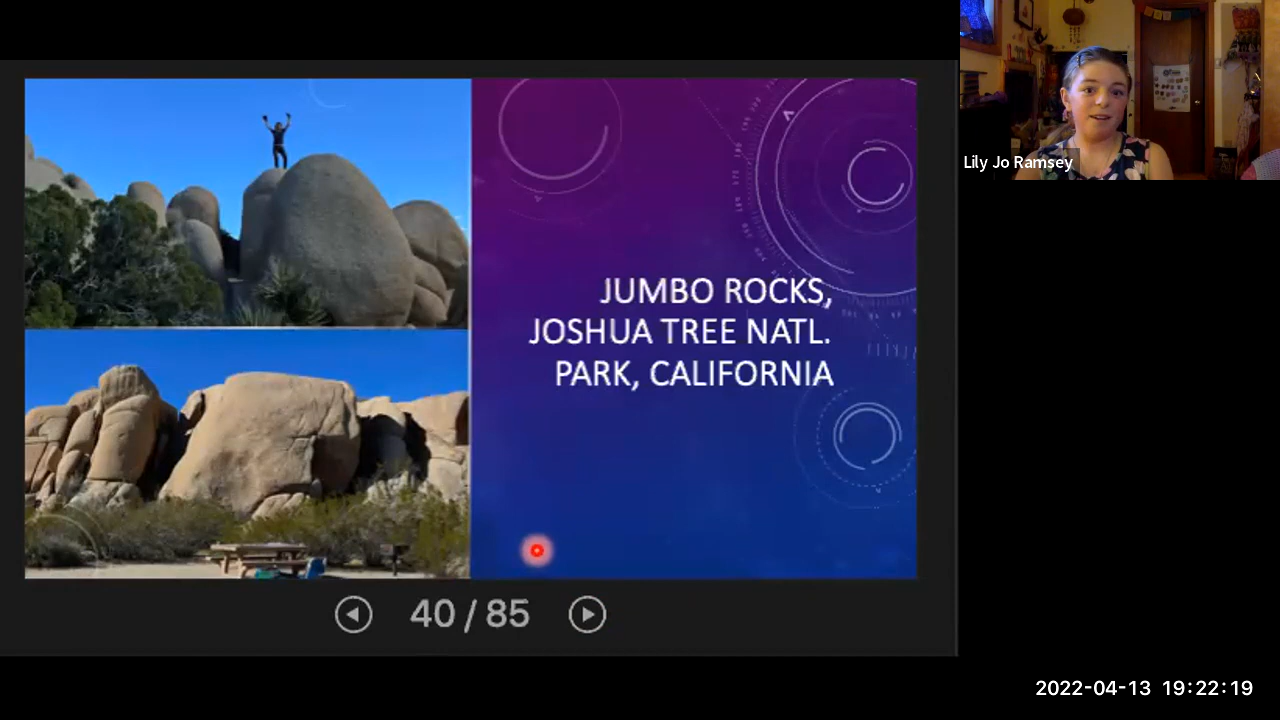 Lily Jo Ramsey
JUMBO ROCKS,
JOSHUA TREE NATL.
PARK, CALIFORNIA
40 / 85
2022-04-13 19:22:19